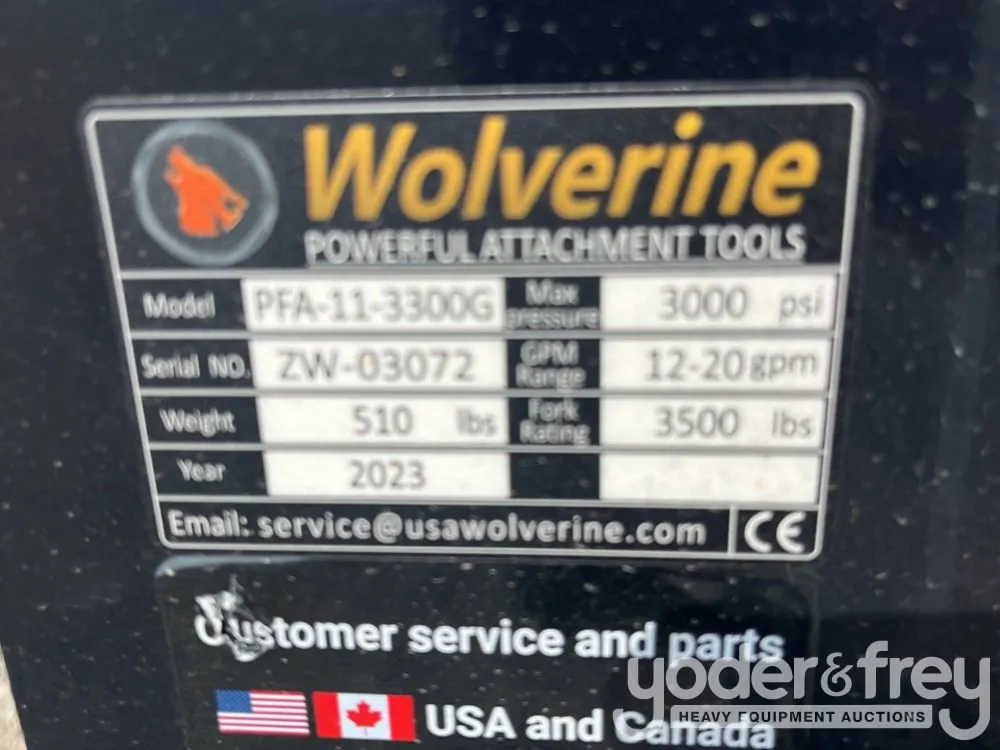 Wolverine
POWERFUL ATTACHMENT TOOLS
Model PFA-11-3300G Max pressure 3000 psi
Serial NO. ZW-03072 GPM Range 12-20gpm
Weight 510 lbs Fork Rating 3500 lbs
Year 2023
Email: service@usawolverine.com CE
Customer service and parts
USA and Canada
yoder&frey
HEAVY EQUIPMENT AUCTIONS